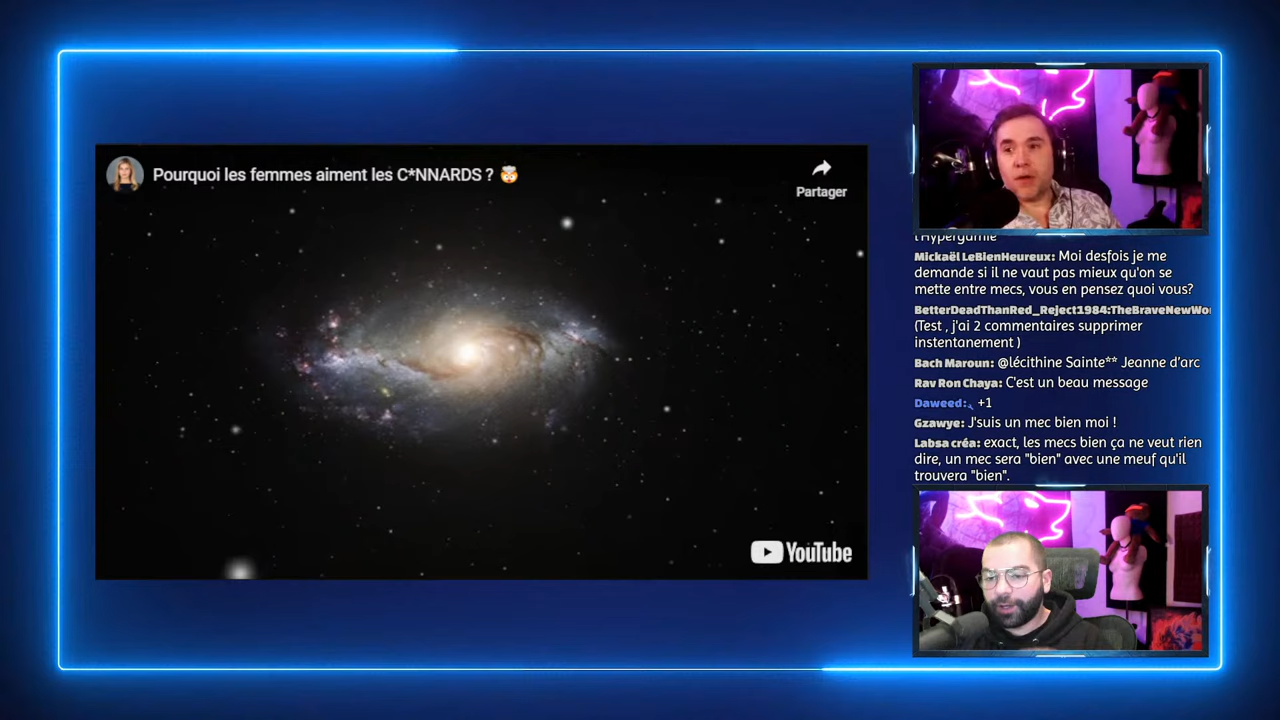 Pourquoi les femmes aiment les C*NNARDS ? 🤯
Partager
YouTube
l'Hypergamie
Mickaël LeBienHeureux: Moi desfois je me
demande si il ne vaut pas mieux qu'on se
mette entre mecs, vous en pensez quoi vous?
BetterDeadThanRed_Reject1984:TheBraveNewWo
(Test , j'ai 2 commentaires supprimer
instentanement )
Bach Maroun: @lécithine Sainte** Jeanne d'arc
Rav Ron Chaya: C'est un beau message
Daweed: +1
Gzawye: J'suis un mec bien moi !
Labsa créa: exact, les mecs bien ça ne veut rien
dire, un mec sera "bien" avec une meuf qu'il
trouvera "bien".